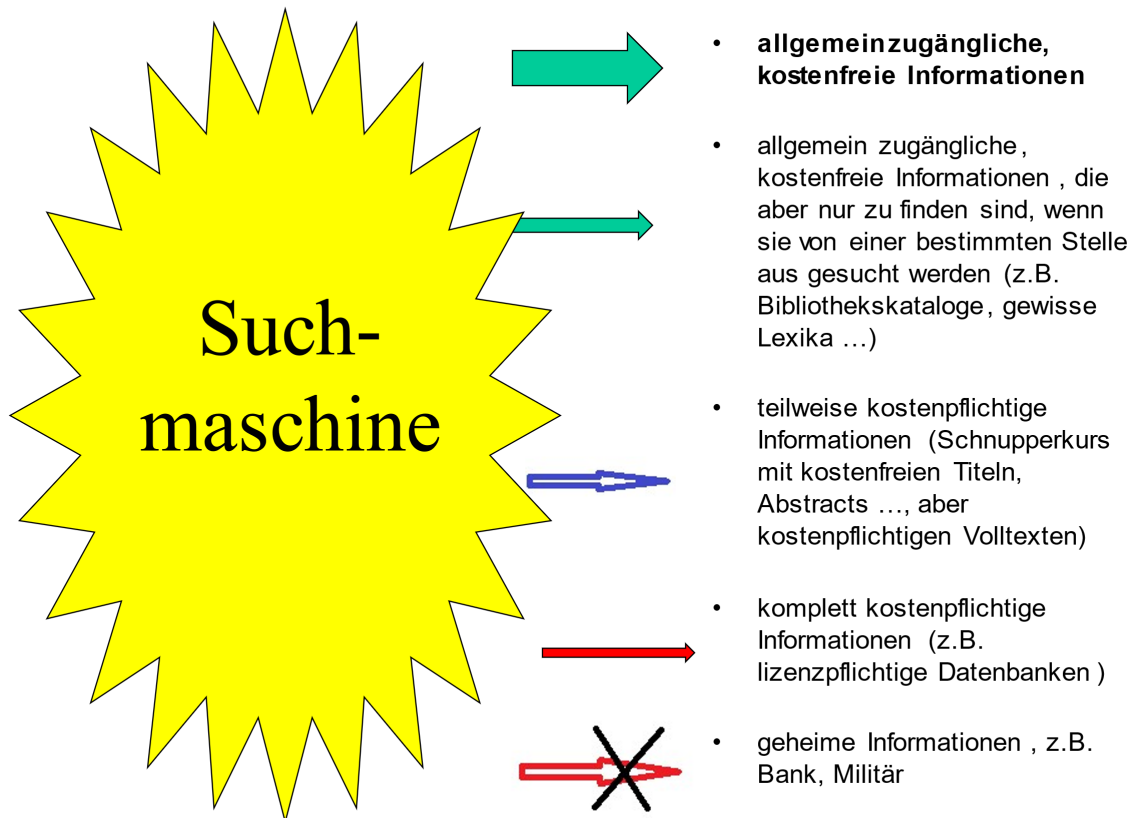 Such-
maschine
• allgemeinzugängliche,
kostenfreie Informationen
• allgemein zugängliche,
kostenfreie Informationen, die
aber nur zu finden sind, wenn
sie von einer bestimmten Stelle
aus gesucht werden (z.B.
Bibliothekskataloge, gewisse
Lexika …)
• teilweise kostenpflichtige
Informationen (Schnupperkurs
mit kostenfreien Titeln,
Abstracts …, aber
kostenpflichtigen Volltexten)
• komplett kostenpflichtige
Informationen (z.B.
lizenzpflichtige Datenbanken)
• geheime Informationen, z.B.
Bank, Militär